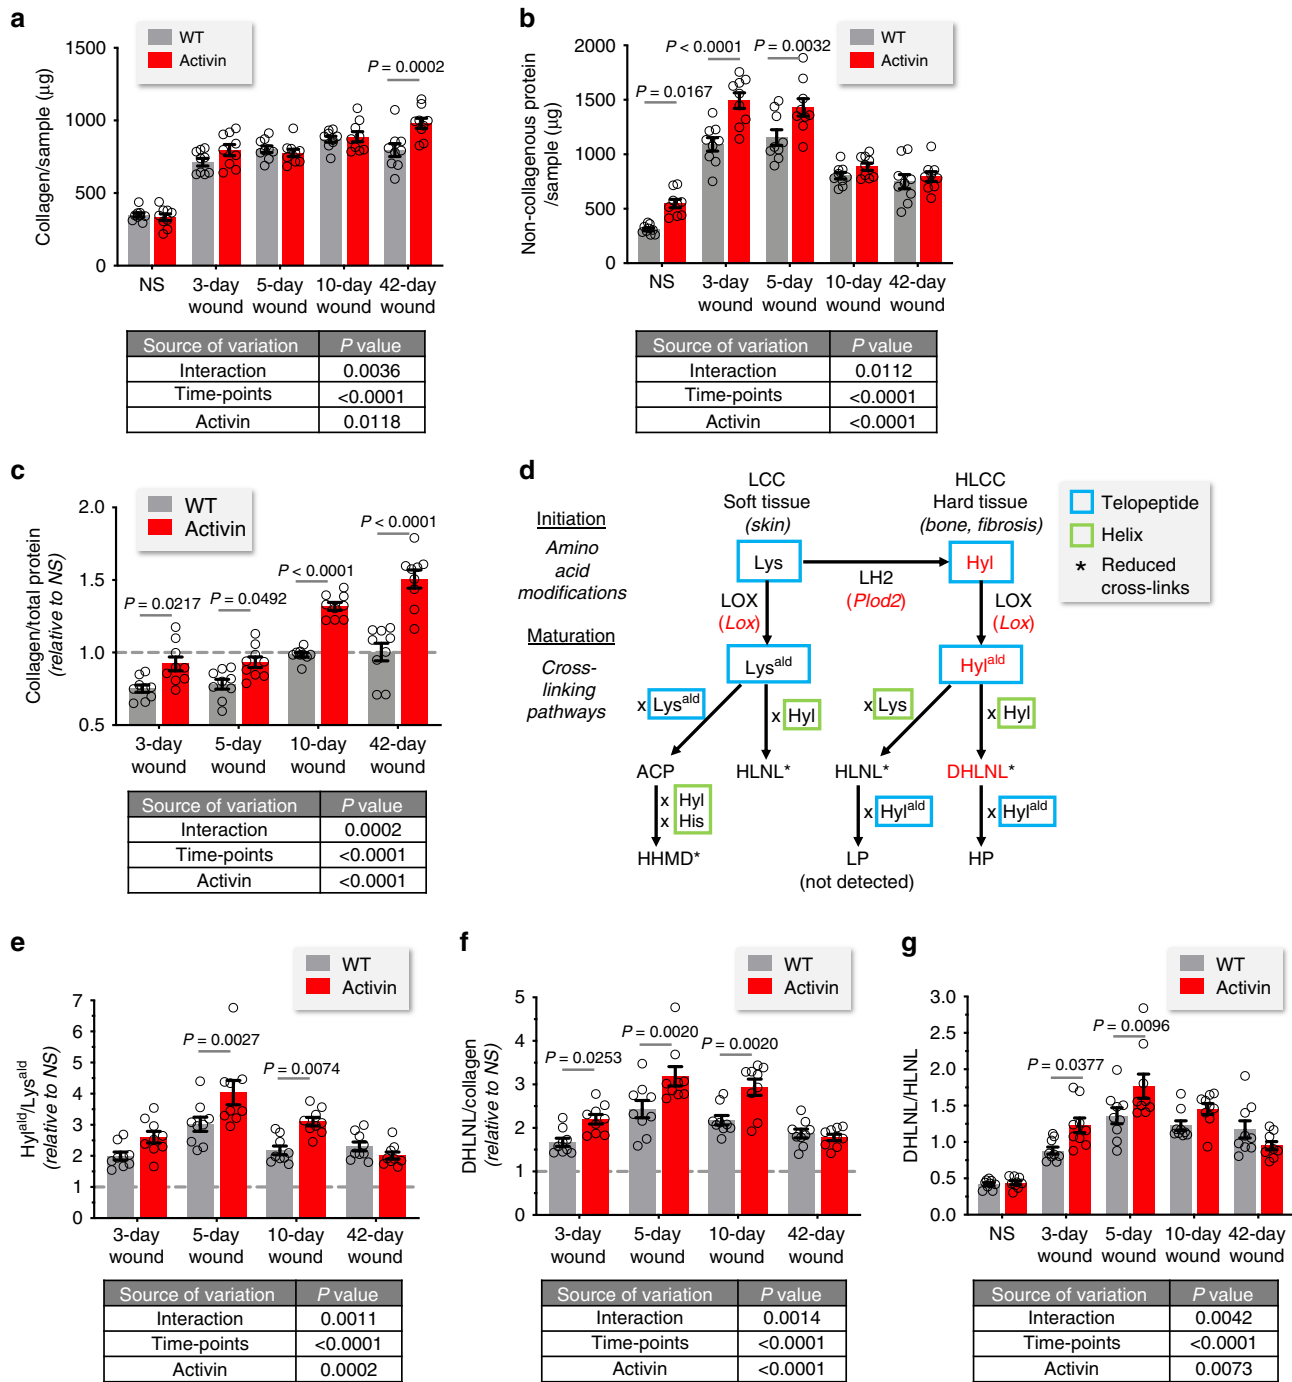 a
WT
Activin
Collagen/sample (µg)
1500
1000
500
0
P = 0.0002
NS
3-day wound
5-day wound
10-day wound
42-day wound
Source of variation P value
Interaction 0.0036
Time-points <0.0001
Activin 0.0118
b
WT
Activin
Non-collagenous protein
/sample (µg)
2000
1500
1000
500
0
P = 0.0167
P < 0.0001
P = 0.0032
NS
3-day wound
5-day wound
10-day wound
42-day wound
Source of variation P value
Interaction 0.0112
Time-points <0.0001
Activin <0.0001
c
WT
Activin
Collagen/total protein
(relative to NS)
2.0
1.5
1.0
0.5
P = 0.0217
P = 0.0492
P < 0.0001
P < 0.0001
3-day wound
5-day wound
10-day wound
42-day wound
Source of variation P value
Interaction 0.0002
Time-points <0.0001
Activin <0.0001
d
Initiation
Amino
acid
modifications
Maturation
Cross-
linking
pathways
LCC
Soft tissue
(skin)
HLCC
Hard tissue
(bone, fibrosis)
Telopeptide
Helix
* Reduced
cross-links
Lys
LH2
(Plod2)
Hyl
LOX
(Lox)
LOX
(Lox)
Lysald
Hylald
x Lysald
x Hyl
x Lys
x Hyl
ACP
HLNL*
HLNL*
DHLNL*
x Hyl
x His
x Hylald
x Hylald
HHMD*
LP
(not detected)
HP
e
WT
Activin
Hylald/Lysald
(relative to NS)
7
6
5
4
3
2
1
0
P = 0.0027
P = 0.0074
3-day wound
5-day wound
10-day wound
42-day wound
Source of variation P value
Interaction 0.0011
Time-points <0.0001
Activin 0.0002
f
WT
Activin
DHLNL/collagen
(relative to NS)
5
4
3
2
1
0
P = 0.0253
P = 0.0020
P = 0.0020
3-day wound
5-day wound
10-day wound
42-day wound
Source of variation P value
Interaction 0.0014
Time-points <0.0001
Activin <0.0001
g
WT
Activin
DHLNL/HLNL
3.0
2.5
2.0
1.5
1.0
0.5
0.0
P = 0.0377
P = 0.0096
NS
3-day wound
5-day wound
10-day wound
42-day wound
Source of variation P value
Interaction 0.0042
Time-points <0.0001
Activin 0.0073